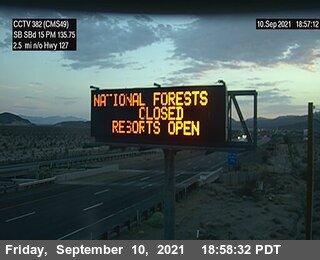 CCTV 382 (CMS49)
SB SBd 15 PM 135.75
2.5 mi n/o Hwy 127
10.Sep 2021 18:57:12
NATIONAL FORESTS
CLOSED
RESORTS OPEN
Friday, September 10, 2021 18:58:32 PDT